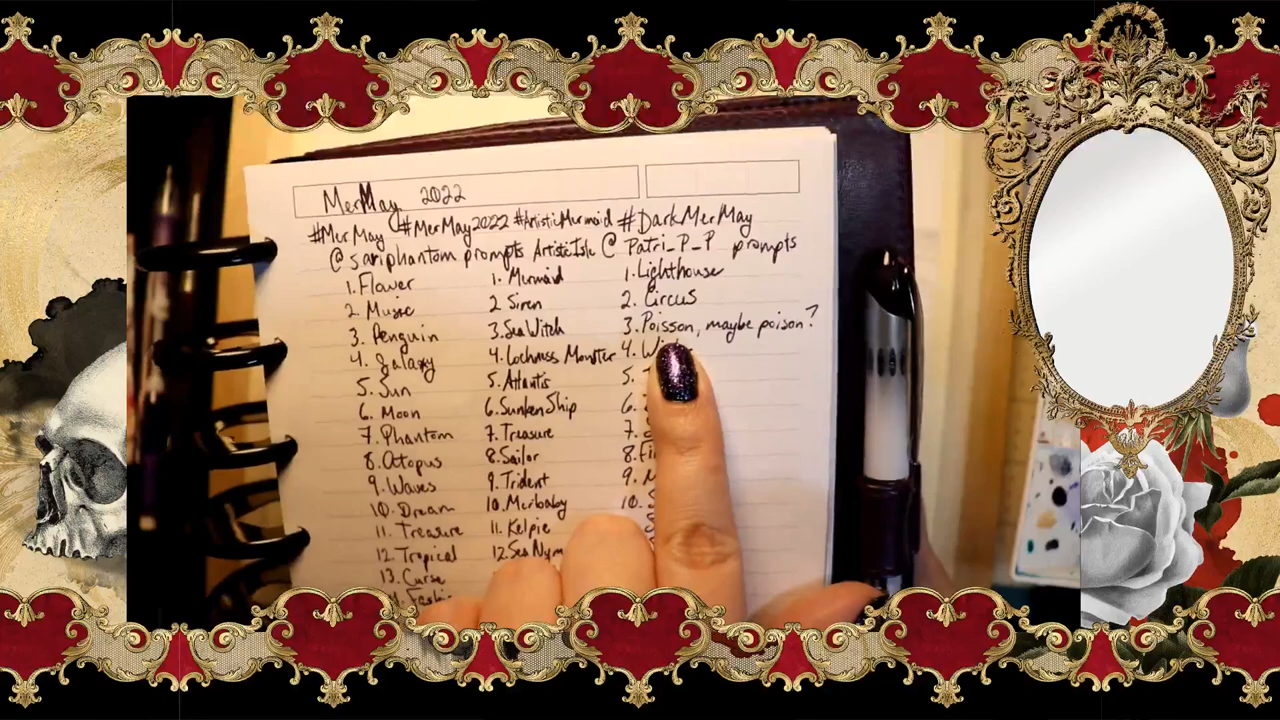 MerMay 2022
#MerMay #MerMay2022 #ArtisticMermaid #DarkMerMay
@sariphantom prompts ArtisticIsle @Patri_P_P prompts
1. Flower 1. Mermaid 1. Lighthouse
2. Music 2. Siren 2. Circus
3. Penguin 3. Sea Witch 3. Poisson, maybe poison?
4. Galaxy 4. Lochness Monster 4.
5. Sun 5. Atlantis 5.
6. Moon 6. Sunken Ship 6.
7. Phantom 7. Treasure 7.
8. Octopus 8. Sailor 8.
9. Waves 9. Trident 9.
10. Dream 10. Merbaby 10.
11. Treasure 11. Kelpie
12. Tropical 12. Sea
13. Curse